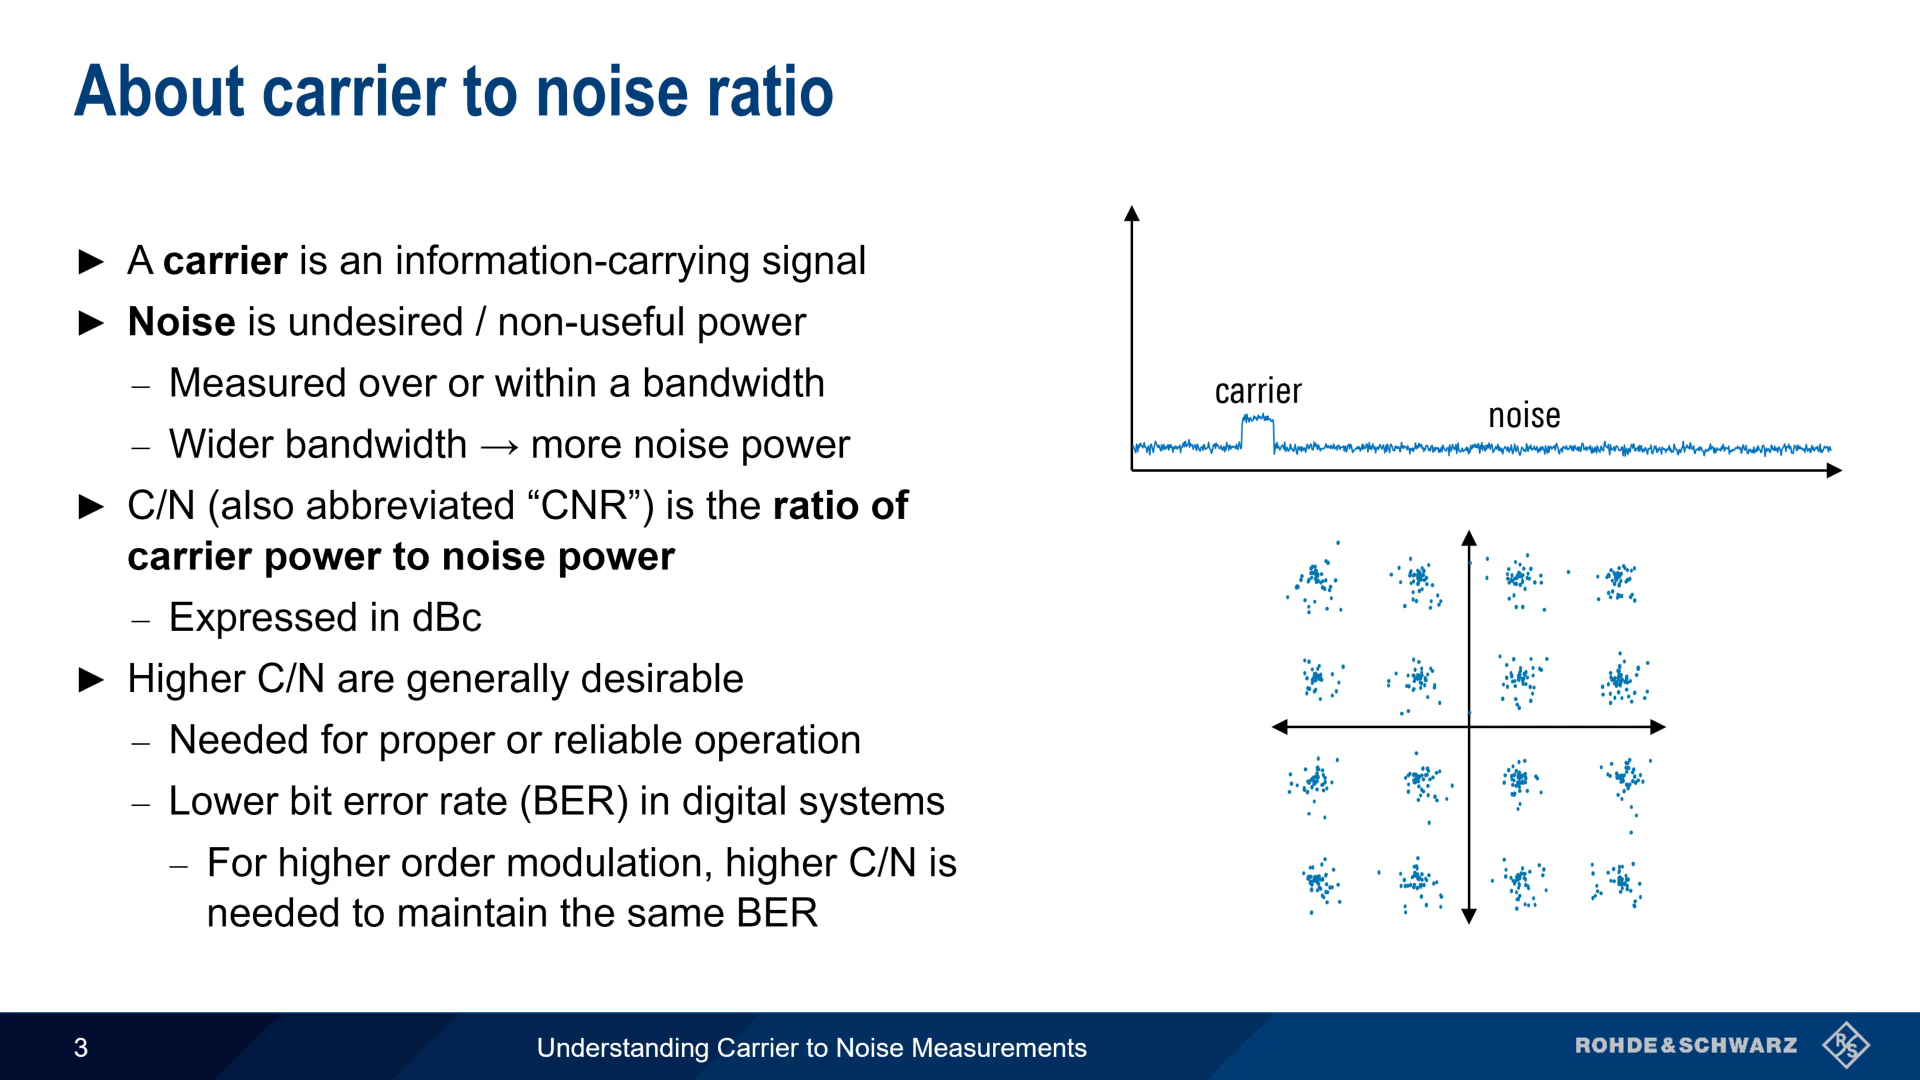 About carrier to noise ratio
► A carrier is an information-carrying signal
► Noise is undesired / non-useful power
– Measured over or within a bandwidth
– Wider bandwidth → more noise power
► C/N (also abbreviated “CNR”) is the ratio of
carrier power to noise power
– Expressed in dBc
► Higher C/N are generally desirable
– Needed for proper or reliable operation
– Lower bit error rate (BER) in digital systems
– For higher order modulation, higher C/N is
needed to maintain the same BER
carrier
noise
3
Understanding Carrier to Noise Measurements
ROHDE&SCHWARZ
R&S